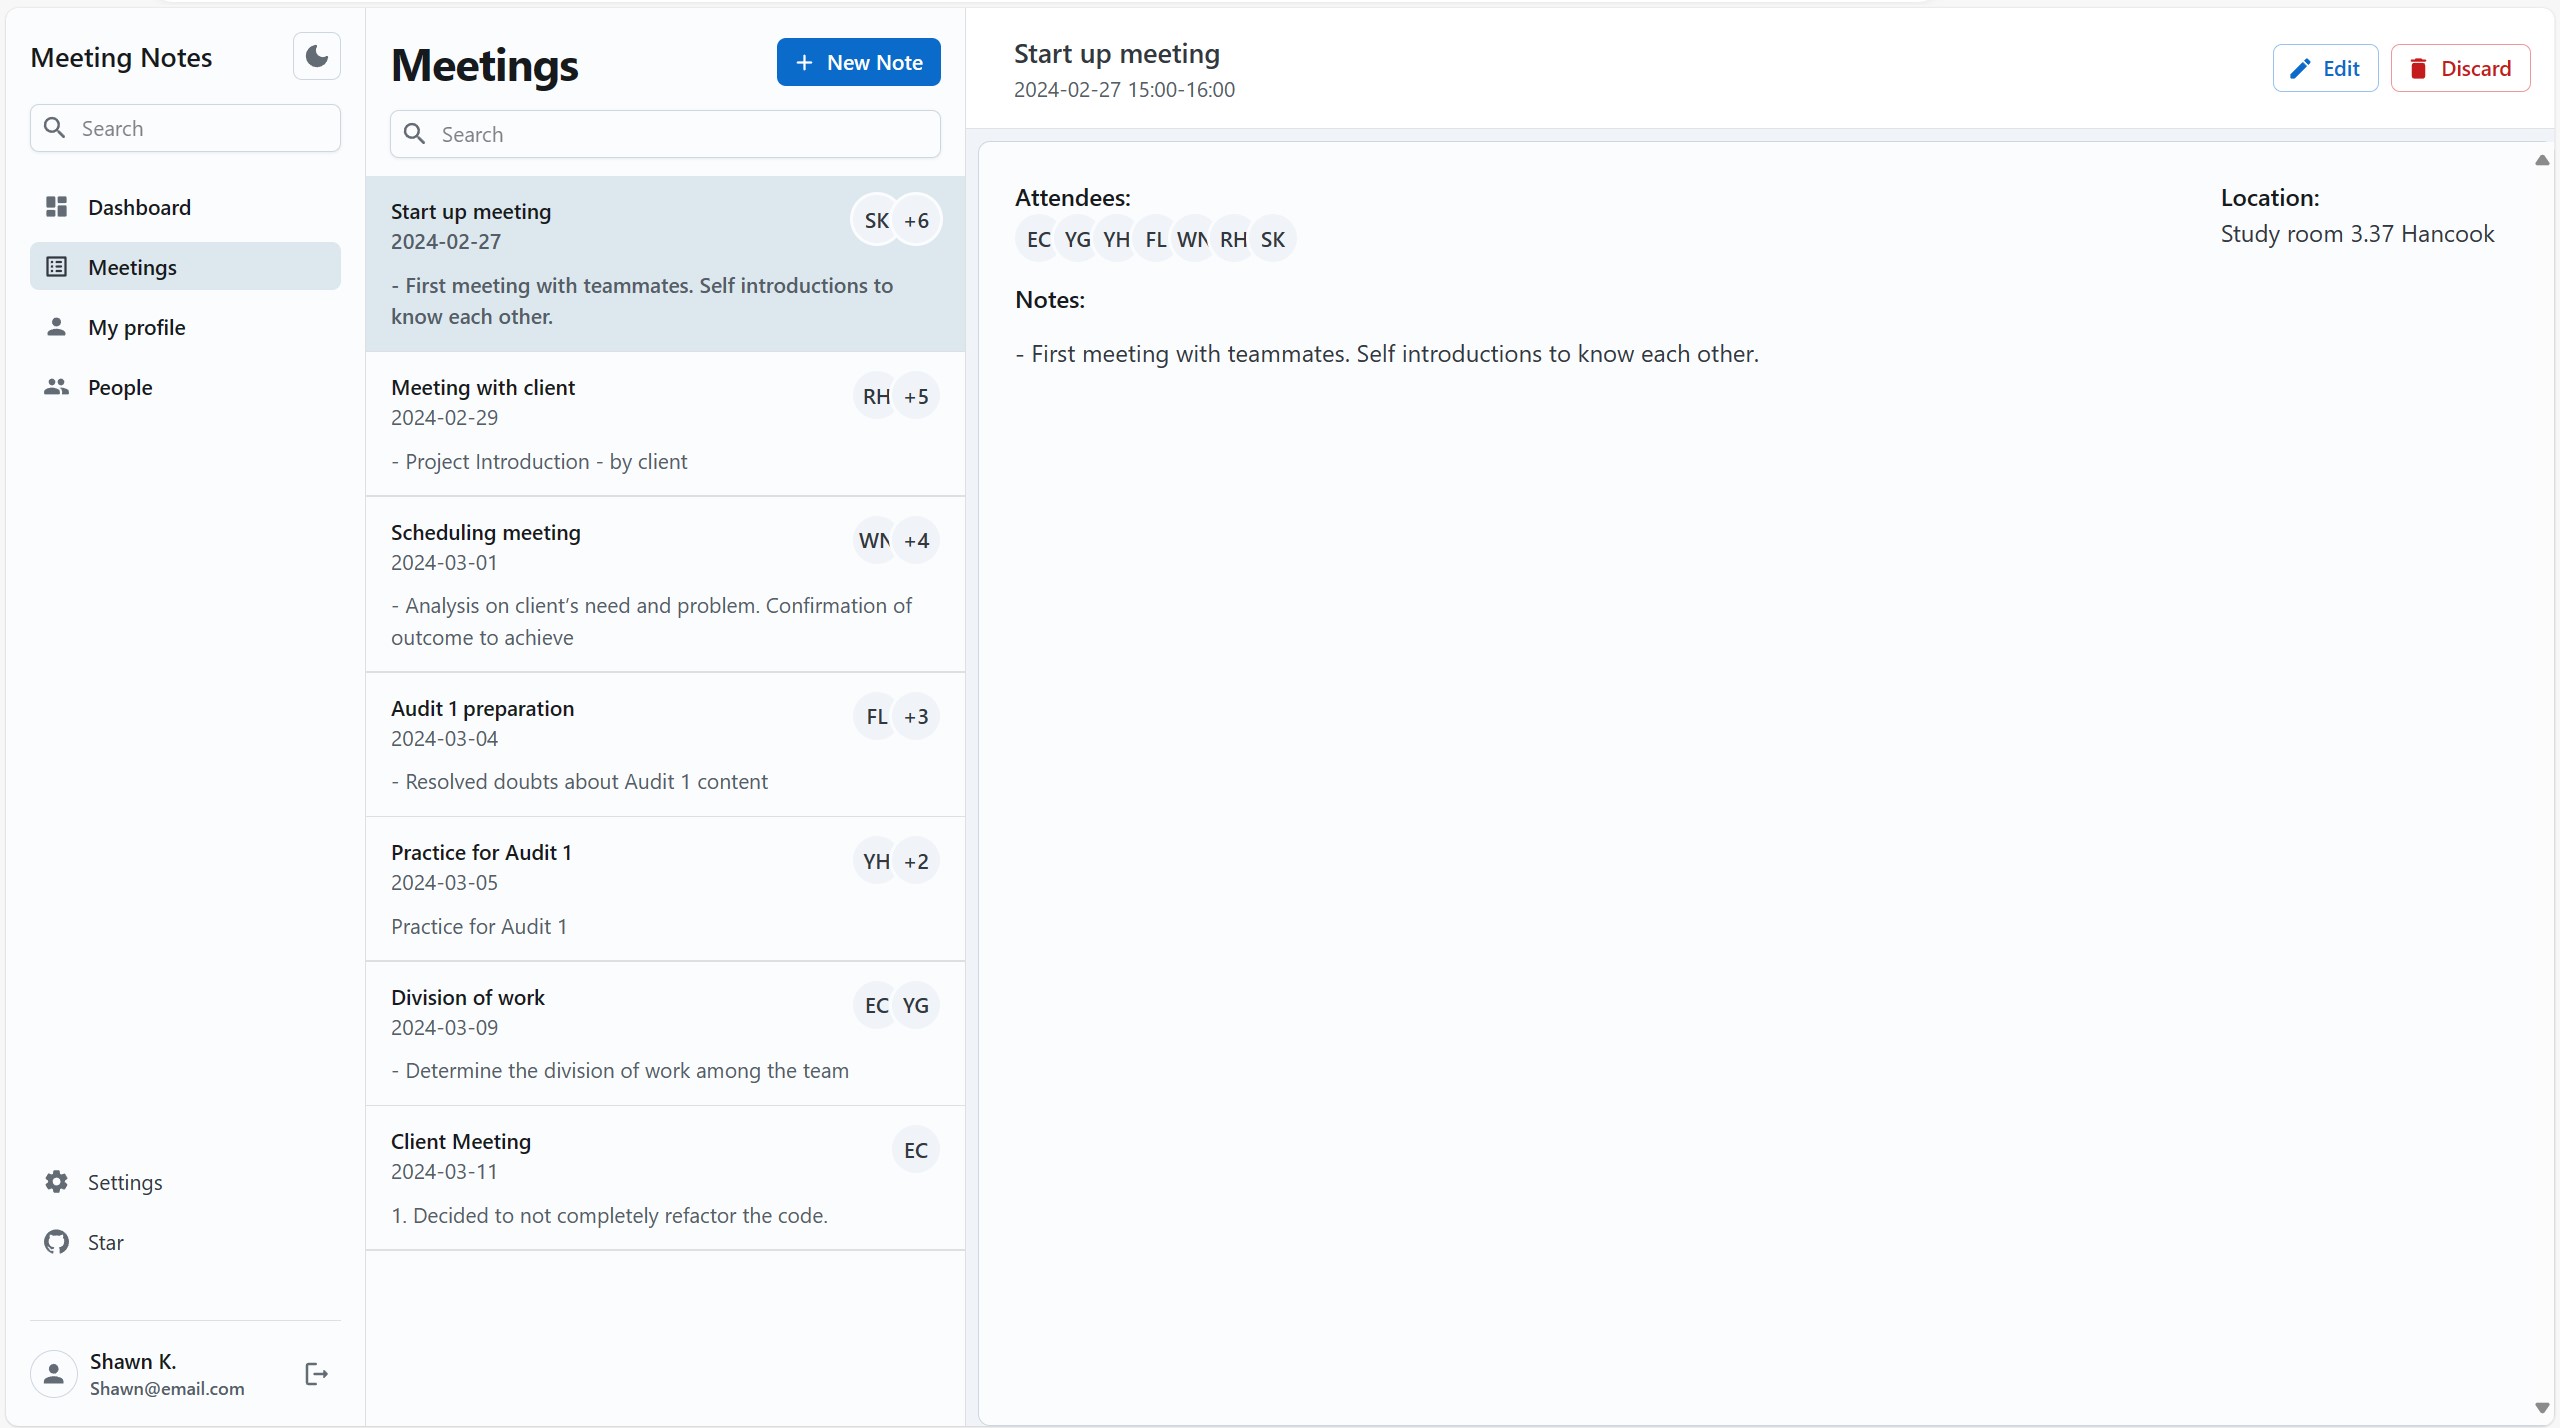 Meeting Notes
Search
Dashboard
Meetings
My profile
People
Settings
Star
Shawn K.
Shawn@email.com
Meetings
New Note
Search
Start up meeting
SK +6
2024-02-27
- First meeting with teammates. Self introductions to
know each other.
Meeting with client
RH +5
2024-02-29
- Project Introduction - by client
Scheduling meeting
WN +4
2024-03-01
- Analysis on client's need and problem. Confirmation of
outcome to achieve
Audit 1 preparation
FL +3
2024-03-04
- Resolved doubts about Audit 1 content
Practice for Audit 1
YH +2
2024-03-05
Practice for Audit 1
Division of work
EC YG
2024-03-09
- Determine the division of work among the team
Client Meeting
EC
2024-03-11
1. Decided to not completely refactor the code.
Start up meeting
2024-02-27 15:00-16:00
Edit
Discard
Attendees:
EC YG YH FL WN RH SK
Location:
Study room 3.37 Hancook
Notes:
- First meeting with teammates. Self introductions to know each other.